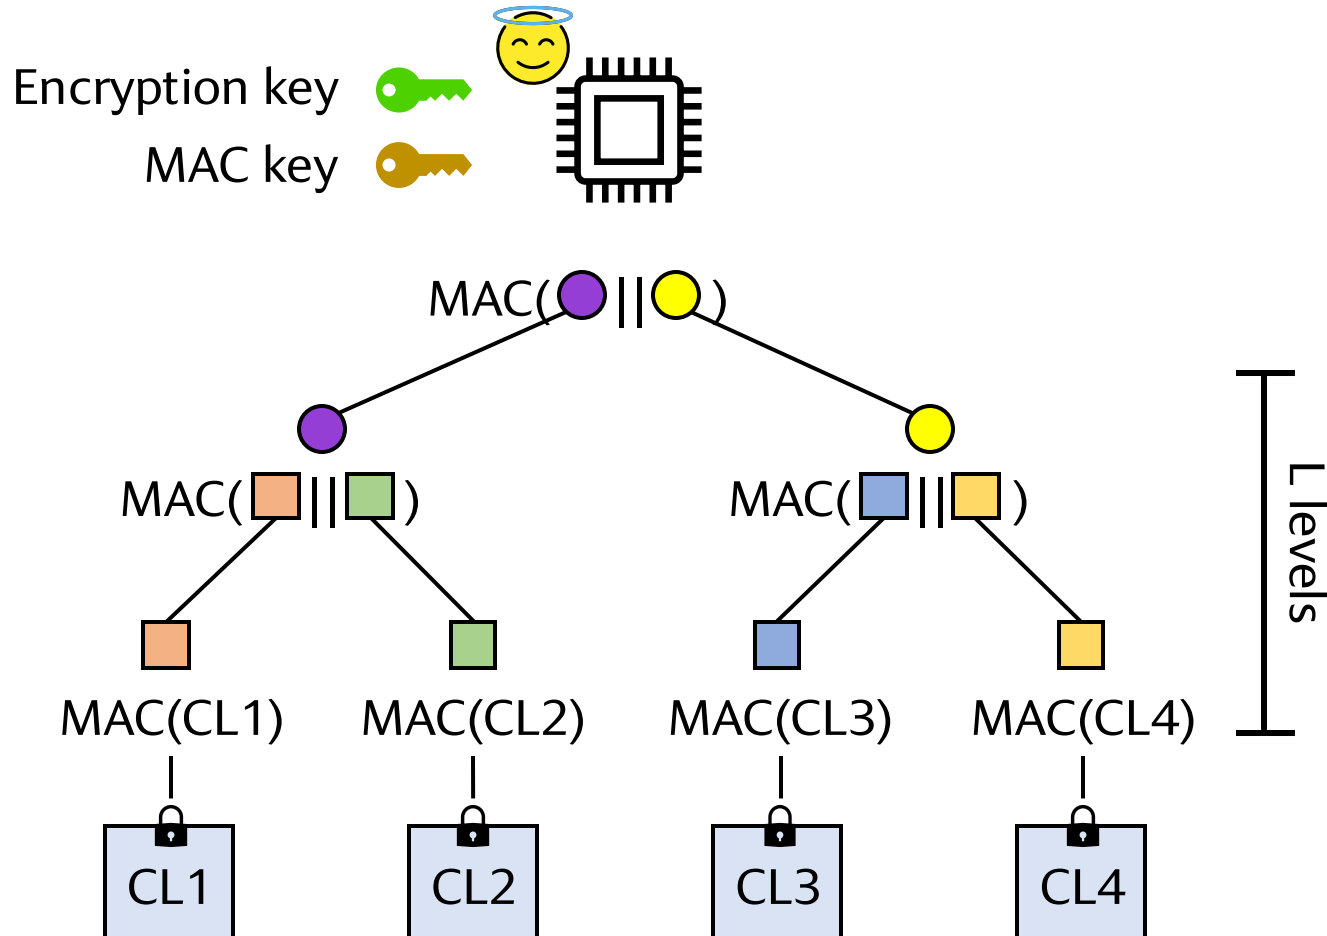 Encryption key
MAC key
MAC( || )
MAC( || )
MAC( || )
L levels
MAC(CL1)
MAC(CL2)
MAC(CL3)
MAC(CL4)
CL1
CL2
CL3
CL4